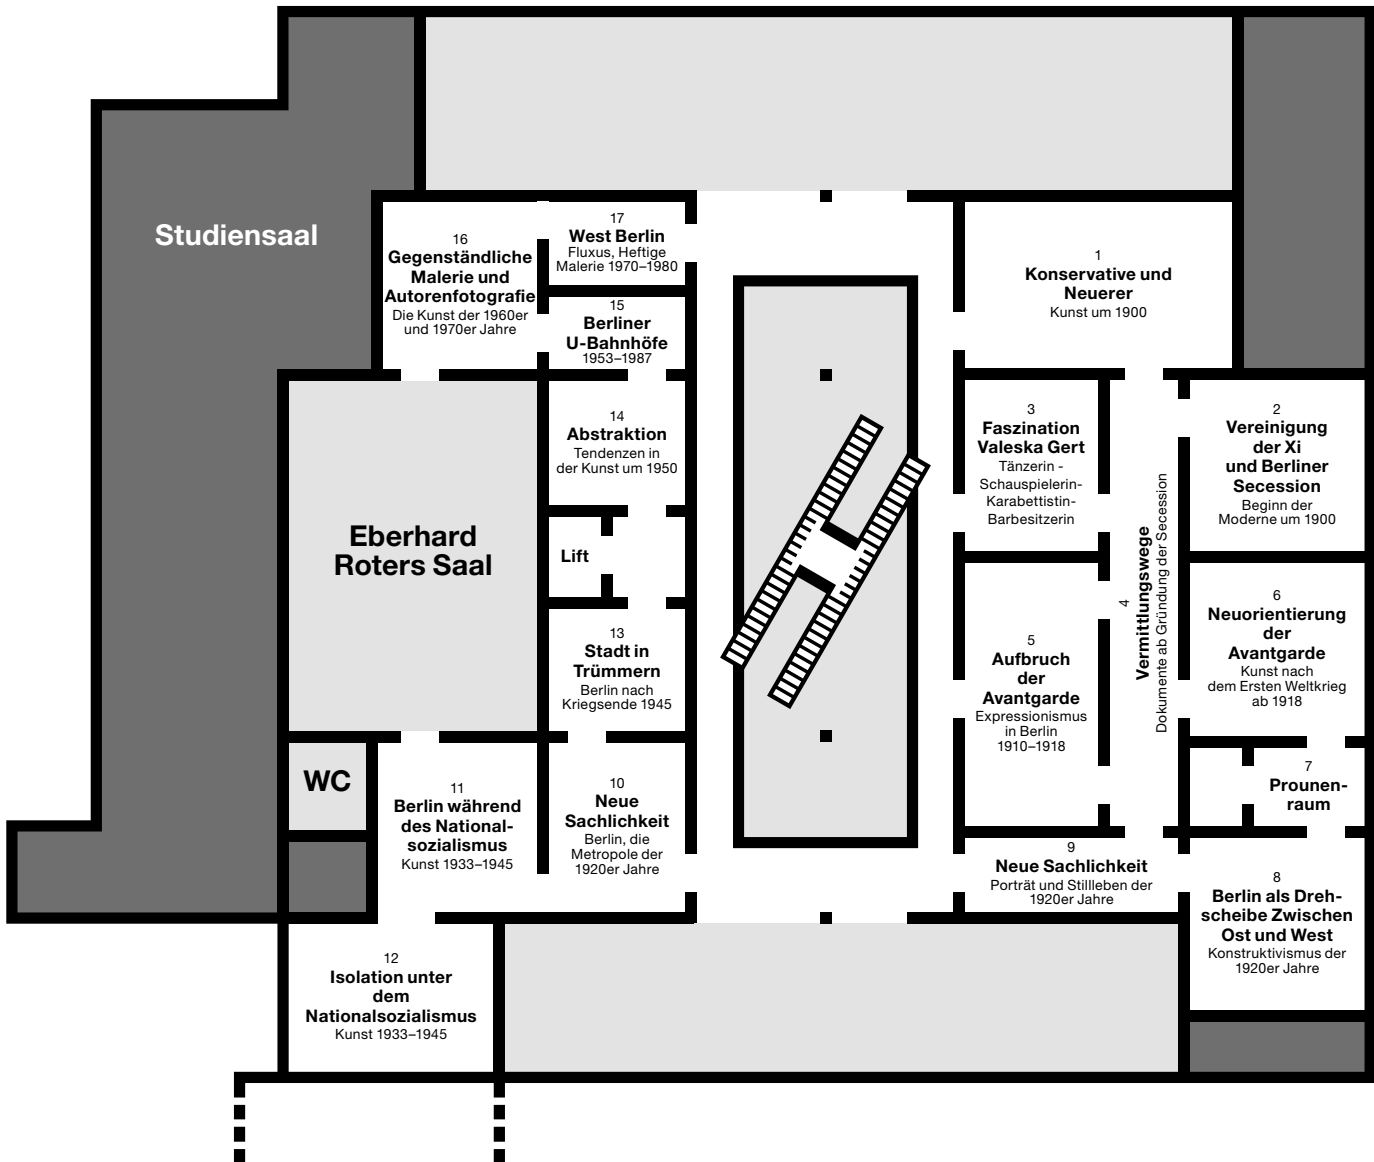 Studiensaal
16
Gegenständliche
Malerie und
Autorenfotografie
Die Kunst der 1960er
und 1970er Jahre
17
West Berlin
Fluxus, Heftige
Malerie 1970–1980
15
Berliner
U-Bahnhöfe
1953–1987
1
Konservative und
Neuerer
Kunst um 1900
14
Abstraktion
Tendenzen in
der Kunst um 1950
3
Faszination
Valeska Gert
Tänzerin -
Schauspielerin-
Karabettistin-
Barbesitzerin
2
Vereinigung
der Xi
und Berliner
Secession
Beginn der
Moderne um 1900
Eberhard
Roters Saal
Lift
4
Vermittlungswege
Dokumente ab Gründung der Secession
13
Stadt in
Trümmern
Berlin nach
Kriegsende 1945
5
Aufbruch
der
Avantgarde
Expressionismus
in Berlin
1910–1918
6
Neuorientierung
der
Avantgarde
Kunst nach
dem Ersten Weltkrieg
ab 1918
WC
11
Berlin während
des National-
sozialismus
Kunst 1933–1945
10
Neue
Sachlichkeit
Berlin, die
Metropole der
1920er Jahre
7
Prounen-
raum
9
Neue Sachlichkeit
Porträt und Stillleben der
1920er Jahre
8
Berlin als Dreh-
scheibe Zwischen
Ost und West
Konstruktivismus der
1920er Jahre
12
Isolation unter
dem
Nationalsozialismus
Kunst 1933–1945